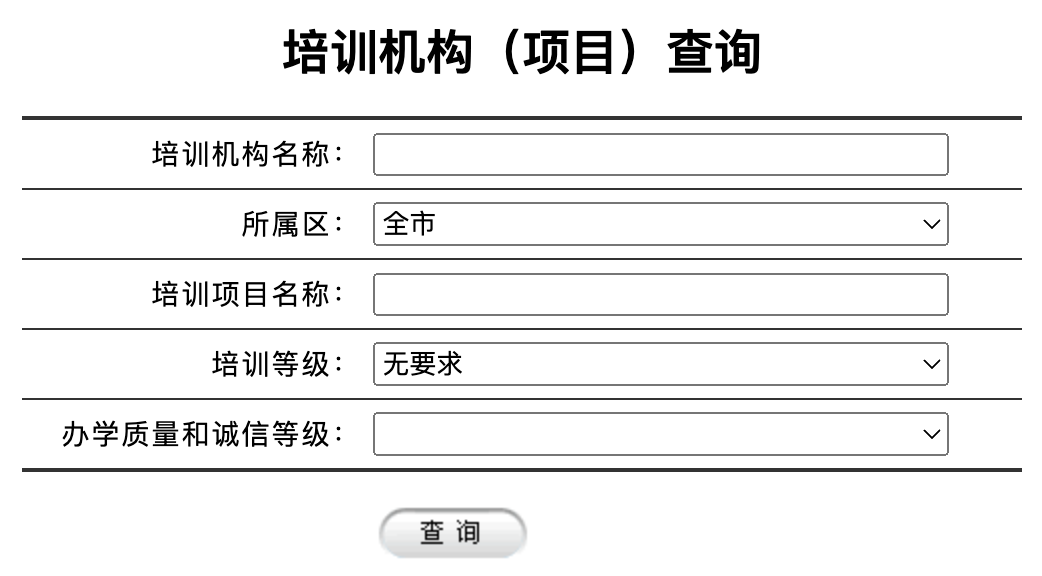 培训机构（项目）查询
培训机构名称：
所属区： 全市
培训项目名称：
培训等级： 无要求
办学质量和诚信等级：
查 询